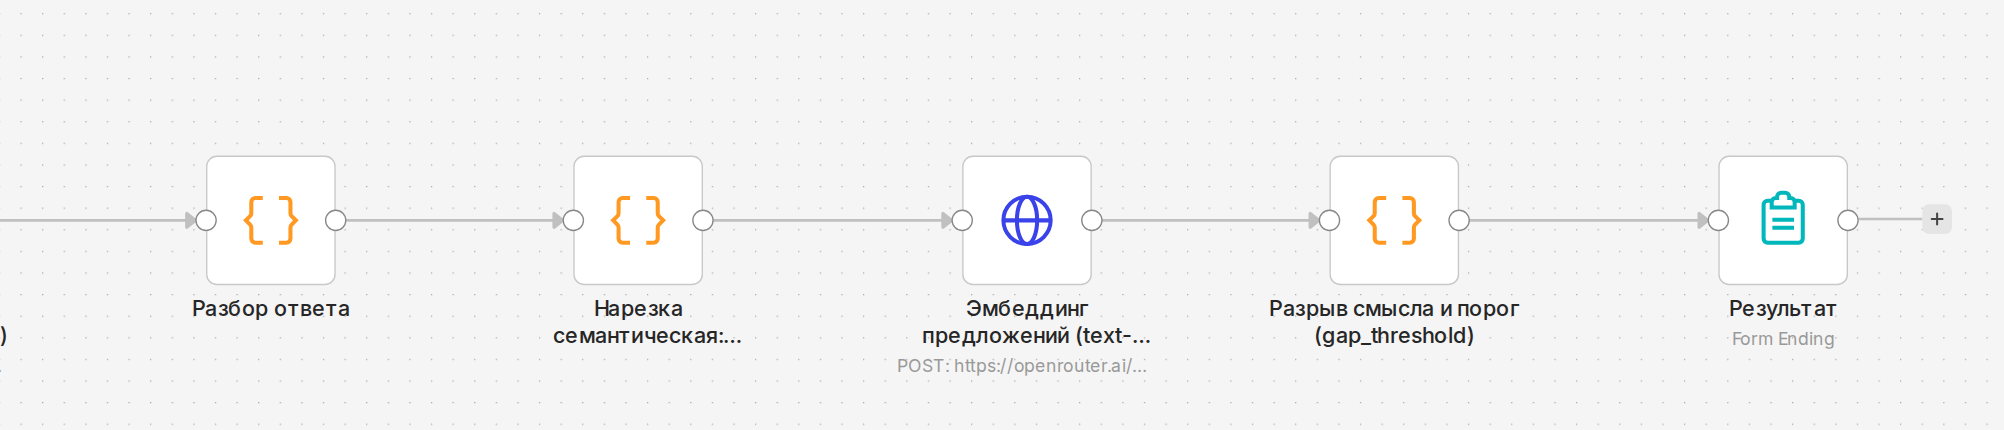 )
Разбор ответа
Нарезка
семантическая:...
Эмбеддинг
предложений (text-...
POST: https://openrouter.ai/...
Разрыв смысла и порог
(gap_threshold)
Результат
Form Ending